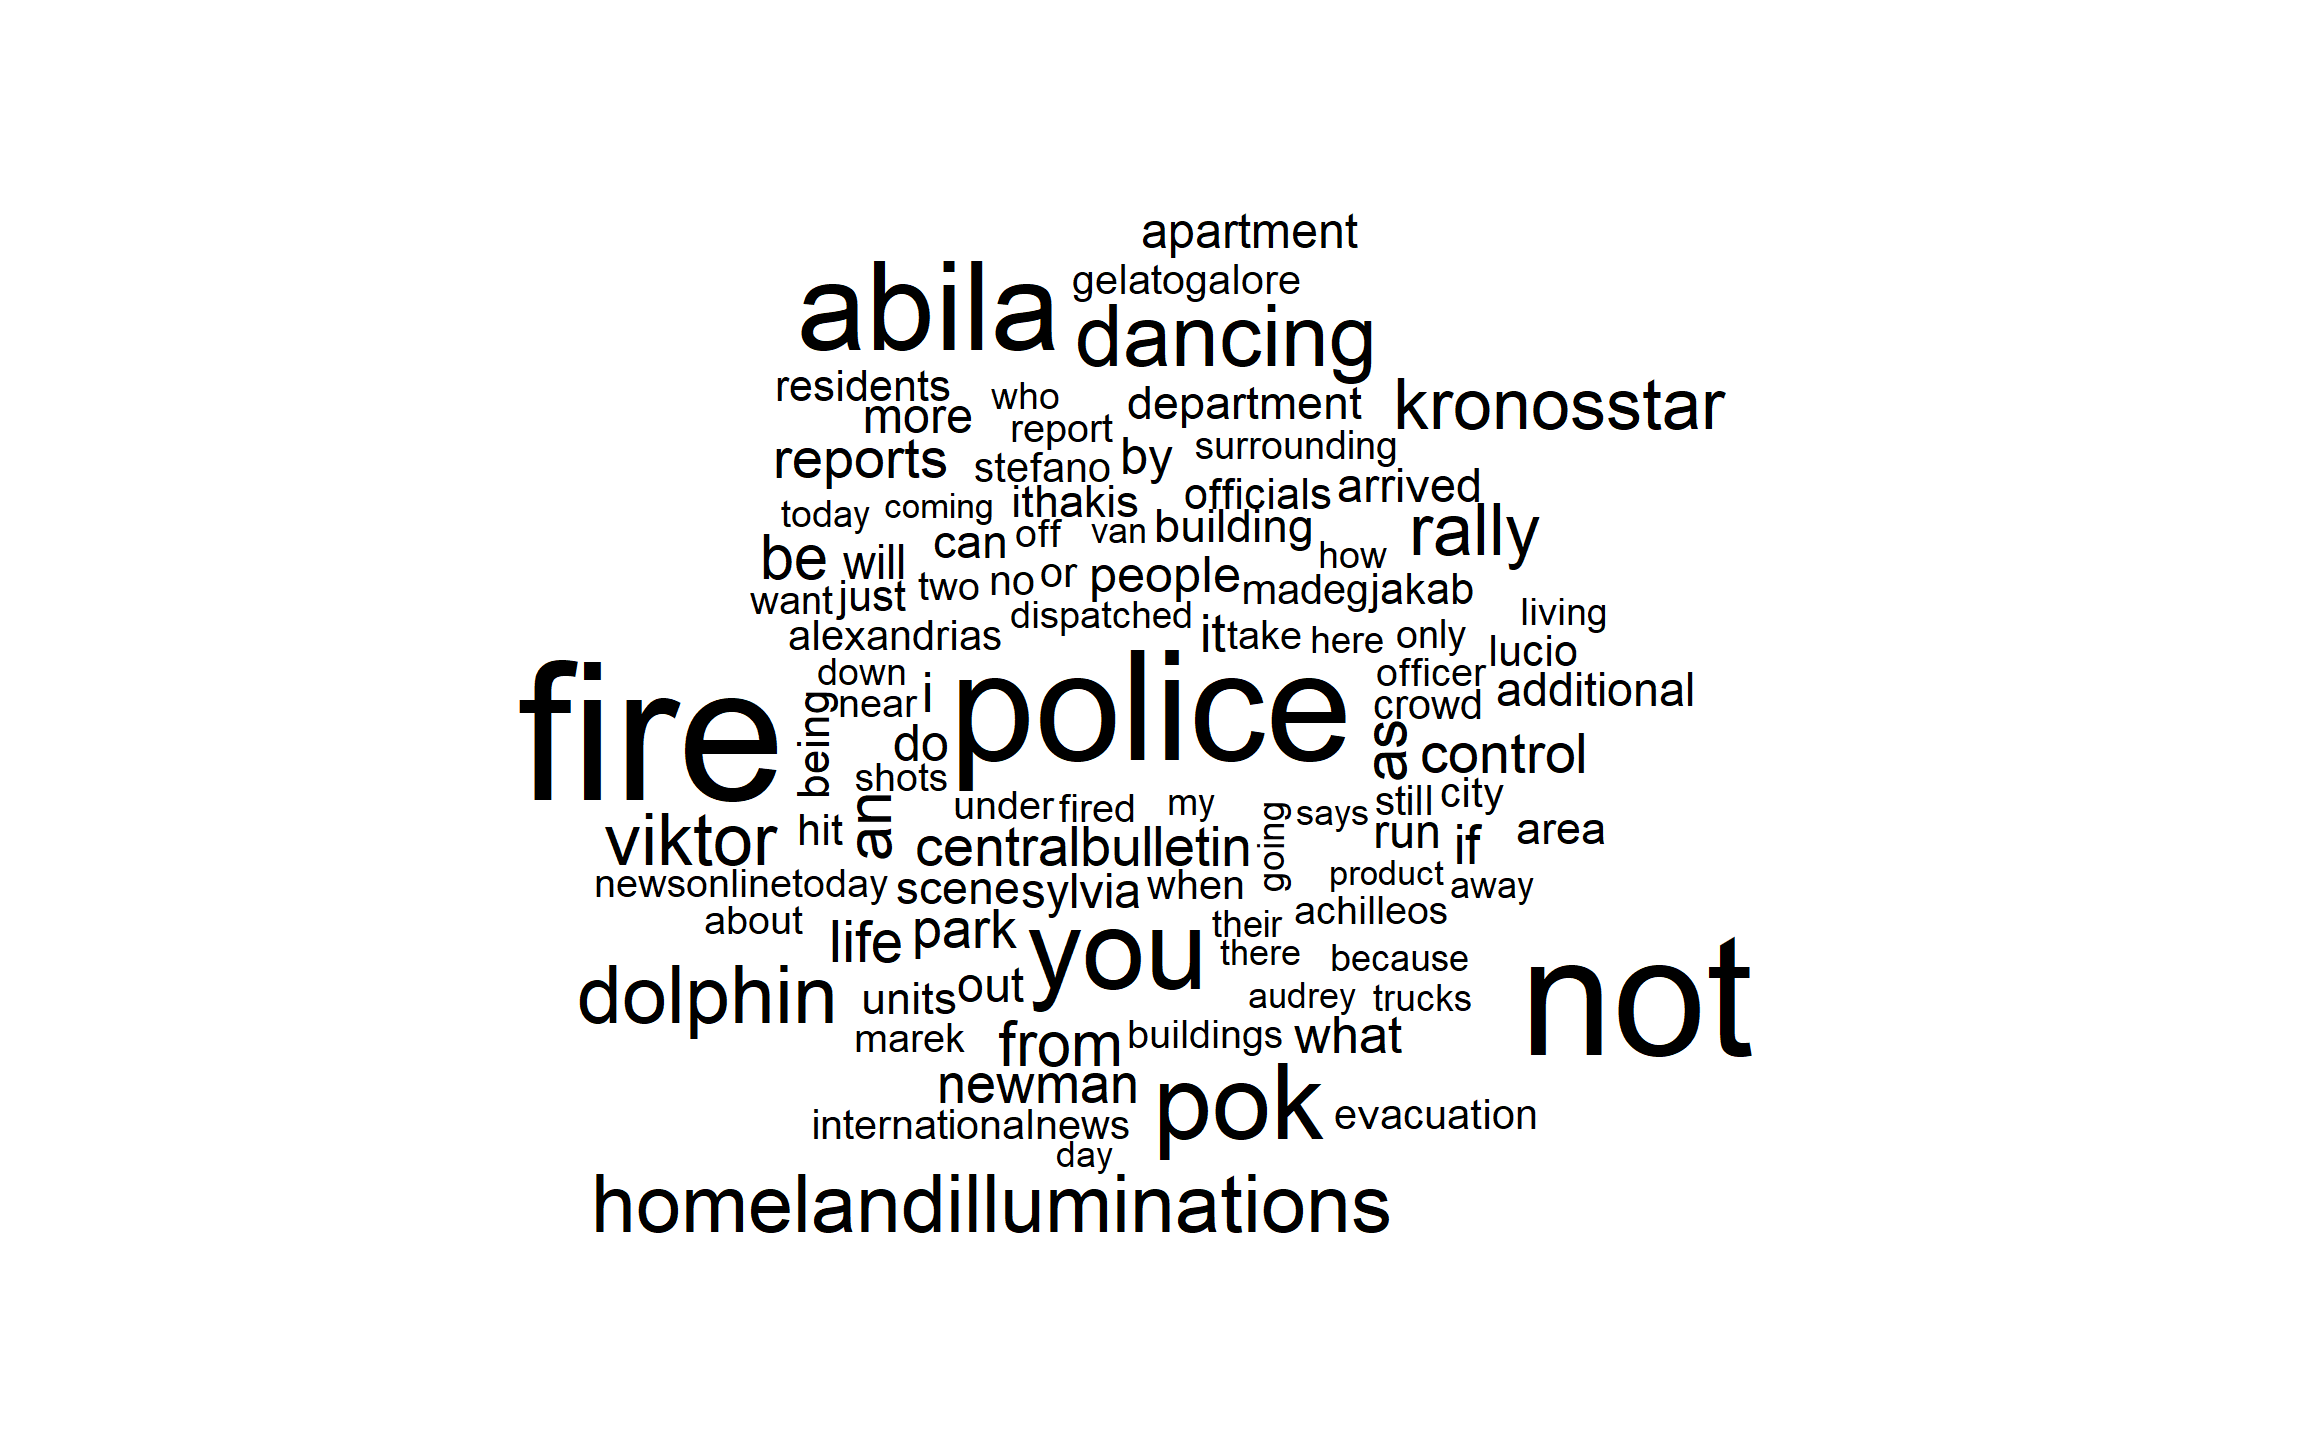 apartment
abila gelatogalore
dancing
residents who department kronosstar
more report
reports stefano by surrounding
today coming ithakis officials arrived
be will can off van building how rally
want just two no or people madeg jakab
alexandrias dispatched it take here only living
lucio
fire down i police officer additional
being near crowd
do as control
shots
an under fired my going says still city
viktor hit centralbulletin run if area
newsonlinetoday scene sylvia when product away
about life park you their achilleos
there because not
dolphin units out audrey trucks
marek from buildings what
newman pok evacuation
internationalnews
day
homelandilluminations